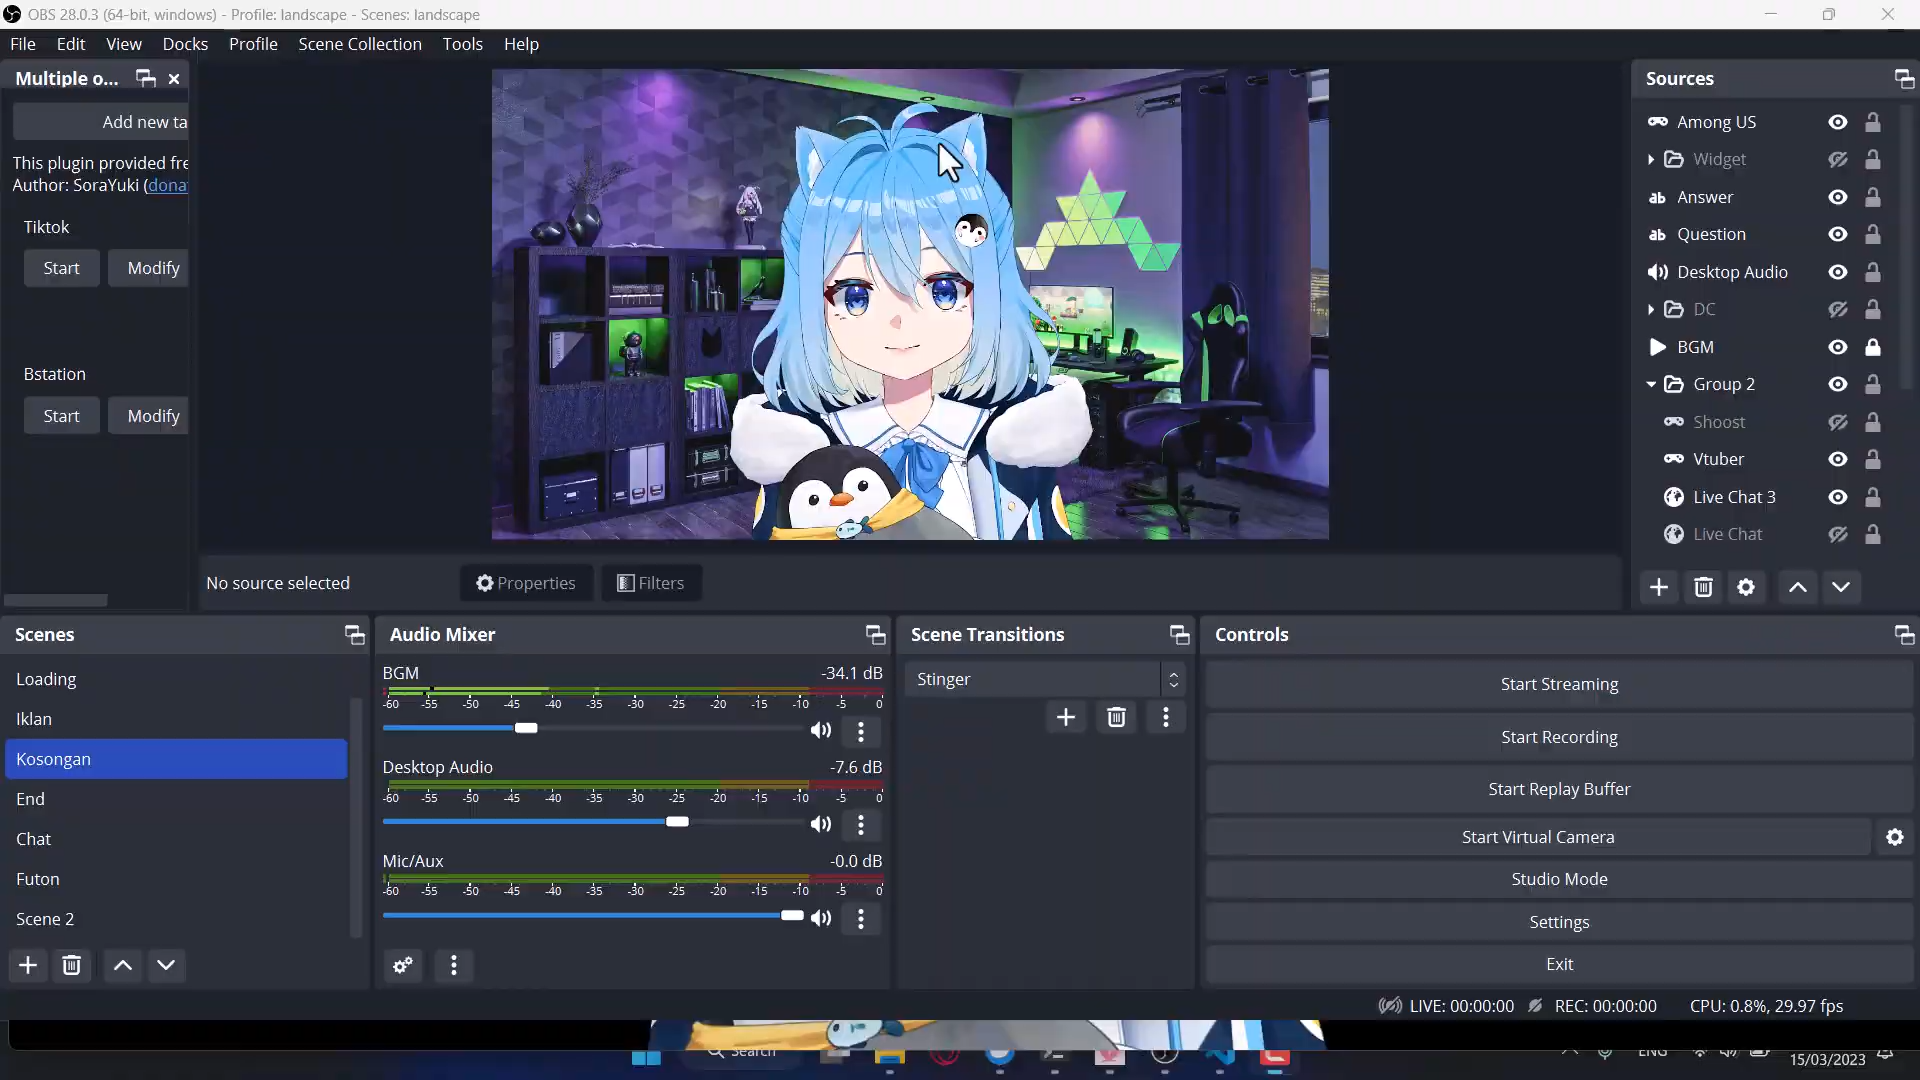 OBS 28.0.3 (64-bit, windows) - Profile: landscape - Scenes: landscape
File Edit View Docks Profile Scene Collection Tools Help
Multiple o...
Add new ta
This plugin provided fre
Author: SoraYuki (dona
Tiktok
Start Modify
Bstation
Start Modify
Sources
Among US
Widget
ab Answer
ab Question
Desktop Audio
DC
BGM
Group 2
Shoost
Vtuber
Live Chat 3
Live Chat
No source selected Properties Filters
Scenes
Loading
Iklan
Kosongan
End
Chat
Futon
Scene 2
Audio Mixer
BGM -34.1 dB
-60 -55 -50 -45 -40 -35 -30 -25 -20 -15 -10 -5 0
Desktop Audio -7.6 dB
-60 -55 -50 -45 -40 -35 -30 -25 -20 -15 -10 -5 0
Mic/Aux -0.0 dB
-60 -55 -50 -45 -40 -35 -30 -25 -20 -15 -10 -5 0
Scene Transitions
Stinger
Controls
Start Streaming
Start Recording
Start Replay Buffer
Start Virtual Camera
Studio Mode
Settings
Exit
LIVE: 00:00:00 REC: 00:00:00 CPU: 0.8%, 29.97 fps
Search ENG
15/03/2023